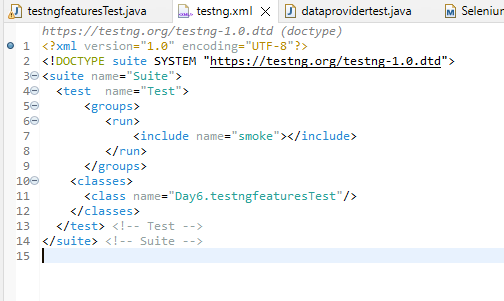 testngfeaturesTest.java testng.xml dataprovidertest.java Seleniur
https://testng.org/testng-1.0.dtd (doctype)
1 <?xml version="1.0" encoding="UTF-8"?>
2 <!DOCTYPE suite SYSTEM "https://testng.org/testng-1.0.dtd">
3 <suite name="Suite">
4 <test name="Test">
5 <groups>
6 <run>
7 <include name="smoke"></include>
8 </run>
9 </groups>
10 <classes>
11 <class name="Day6.testngfeaturesTest"/>
12 </classes>
13 </test> <!-- Test -->
14 </suite> <!-- Suite -->
15